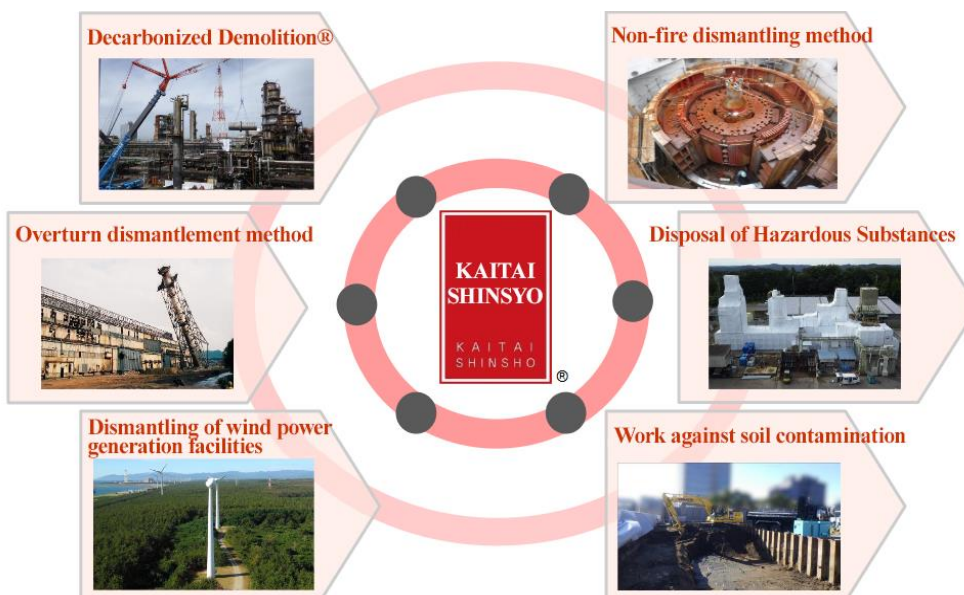 Decarbonized Demolition®
Non-fire dismantling method
Overturn dismantlement method
KAITAI
SHINSYO
KAITAI
SHINSHO
®
Disposal of Hazardous Substances
Dismantling of wind power
generation facilities
Work against soil contamination